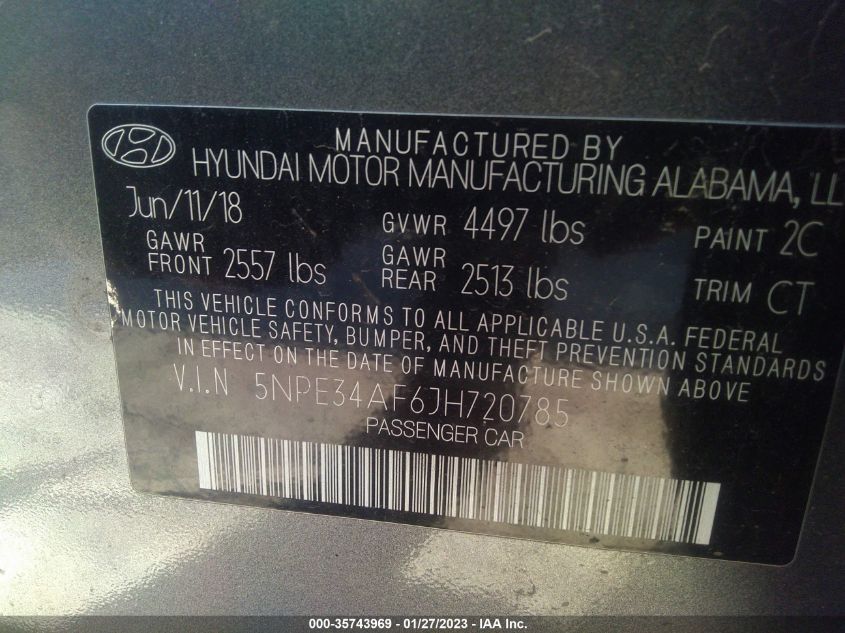 MANUFACTURED BY
HYUNDAI MOTOR MANUFACTURING ALABAMA, LL
Jun/11/18 GVWR 4497 lbs PAINT 2C
GAWR FRONT 2557 lbs GAWR REAR 2513 lbs TRIM CT
THIS VEHICLE CONFORMS TO ALL APPLICABLE U.S.A. FEDERAL
MOTOR VEHICLE SAFETY, BUMPER, AND THEFT PREVENTION STANDARDS
IN EFFECT ON THE DATE OF MANUFACTURE SHOWN ABOVE.
V.I.N 5NPE34AF6JH720785
PASSENGER CAR
000-35743969 - 01/27/2023 - IAA Inc.